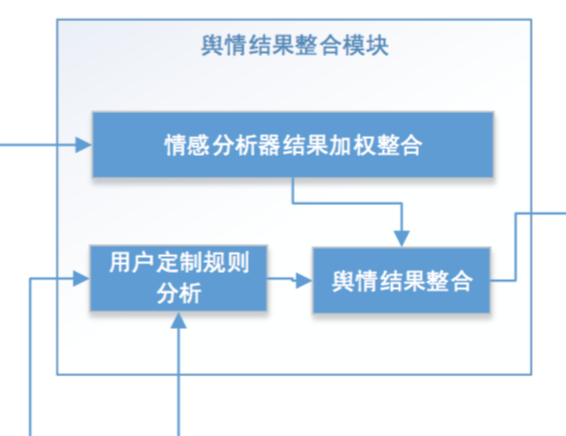 舆情结果整合模块
情感分析器结果加权整合
用户定制规则
分析
舆情结果整合